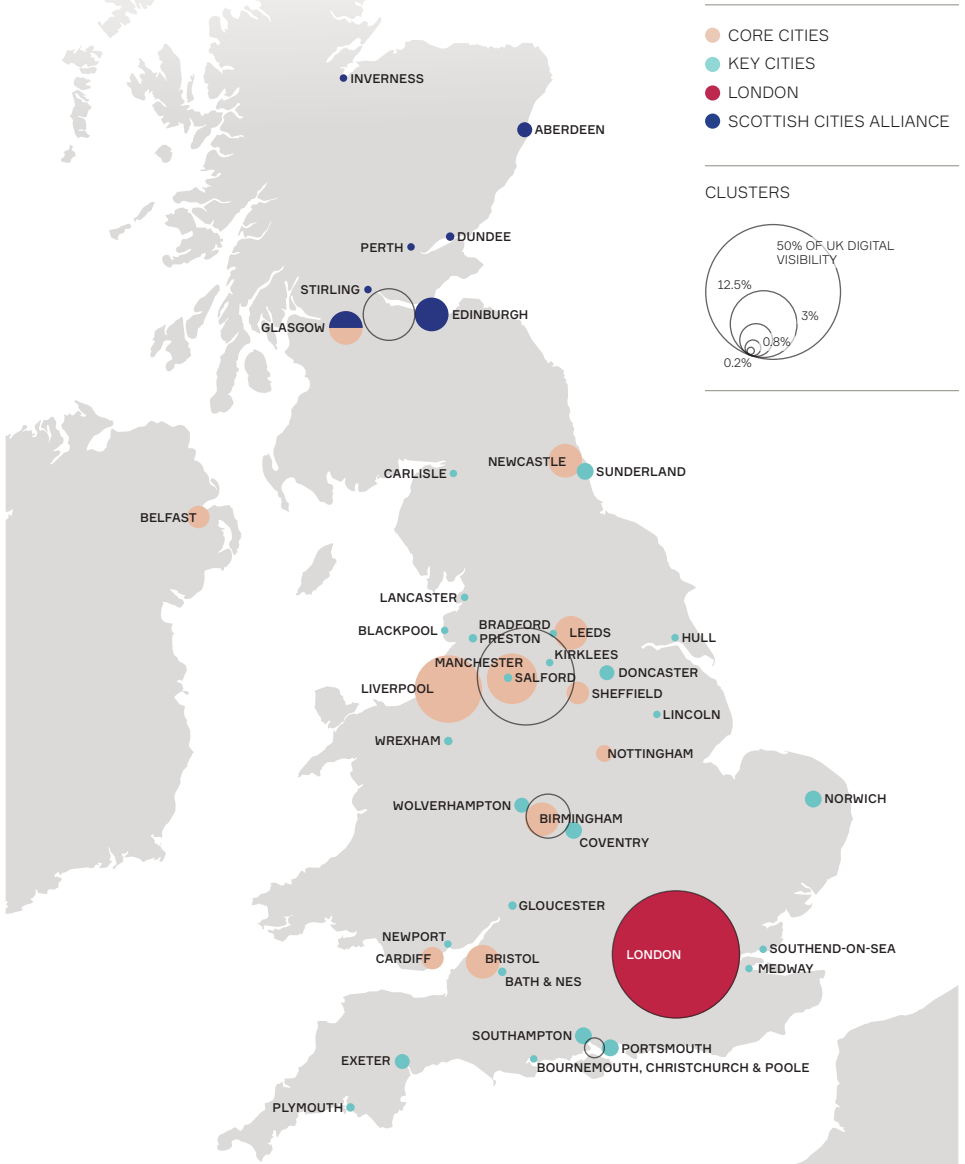 CORE CITIES
KEY CITIES
LONDON
SCOTTISH CITIES ALLIANCE
CLUSTERS
50% OF UK DIGITAL
VISIBILITY
12.5%
3%
0.8%
0.2%
INVERNESS
ABERDEEN
DUNDEE
PERTH
STIRLING
EDINBURGH
GLASGOW
NEWCASTLE
SUNDERLAND
CARLISLE
BELFAST
LANCASTER
BRADFORD
BLACKPOOL
LEEDS
PRESTON
HULL
KIRKLEES
MANCHESTER
DONCASTER
SALFORD
LIVERPOOL
SHEFFIELD
LINCOLN
WREXHAM
NOTTINGHAM
NORWICH
WOLVERHAMPTON
BIRMINGHAM
COVENTRY
GLOUCESTER
NEWPORT
SOUTHEND-ON-SEA
LONDON
CARDIFF
BRISTOL
MEDWAY
BATH & NES
SOUTHAMPTON
PORTSMOUTH
EXETER
BOURNEMOUTH, CHRISTCHURCH & POOLE
PLYMOUTH